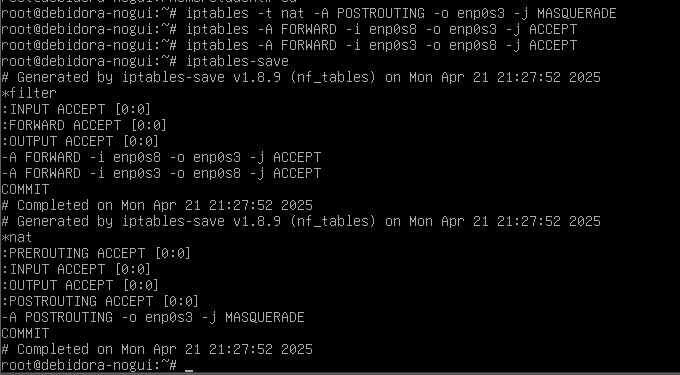 root@debidora-nogui:~# iptables -t nat -A POSTROUTING -o enp0s3 -j MASQUERADE
root@debidora-nogui:~# iptables -A FORWARD -i enp0s8 -o enp0s3 -j ACCEPT
root@debidora-nogui:~# iptables -A FORWARD -i enp0s3 -o enp0s8 -j ACCEPT
root@debidora-nogui:~# iptables-save
# Generated by iptables-save v1.8.9 (nf_tables) on Mon Apr 21 21:27:52 2025
*filter
:INPUT ACCEPT [0:0]
:FORWARD ACCEPT [0:0]
:OUTPUT ACCEPT [0:0]
-A FORWARD -i enp0s8 -o enp0s3 -j ACCEPT
-A FORWARD -i enp0s3 -o enp0s8 -j ACCEPT
COMMIT
# Completed on Mon Apr 21 21:27:52 2025
# Generated by iptables-save v1.8.9 (nf_tables) on Mon Apr 21 21:27:52 2025
*nat
:PREROUTING ACCEPT [0:0]
:INPUT ACCEPT [0:0]
:OUTPUT ACCEPT [0:0]
:POSTROUTING ACCEPT [0:0]
-A POSTROUTING -o enp0s3 -j MASQUERADE
COMMIT
# Completed on Mon Apr 21 21:27:52 2025
root@debidora-nogui:~# _